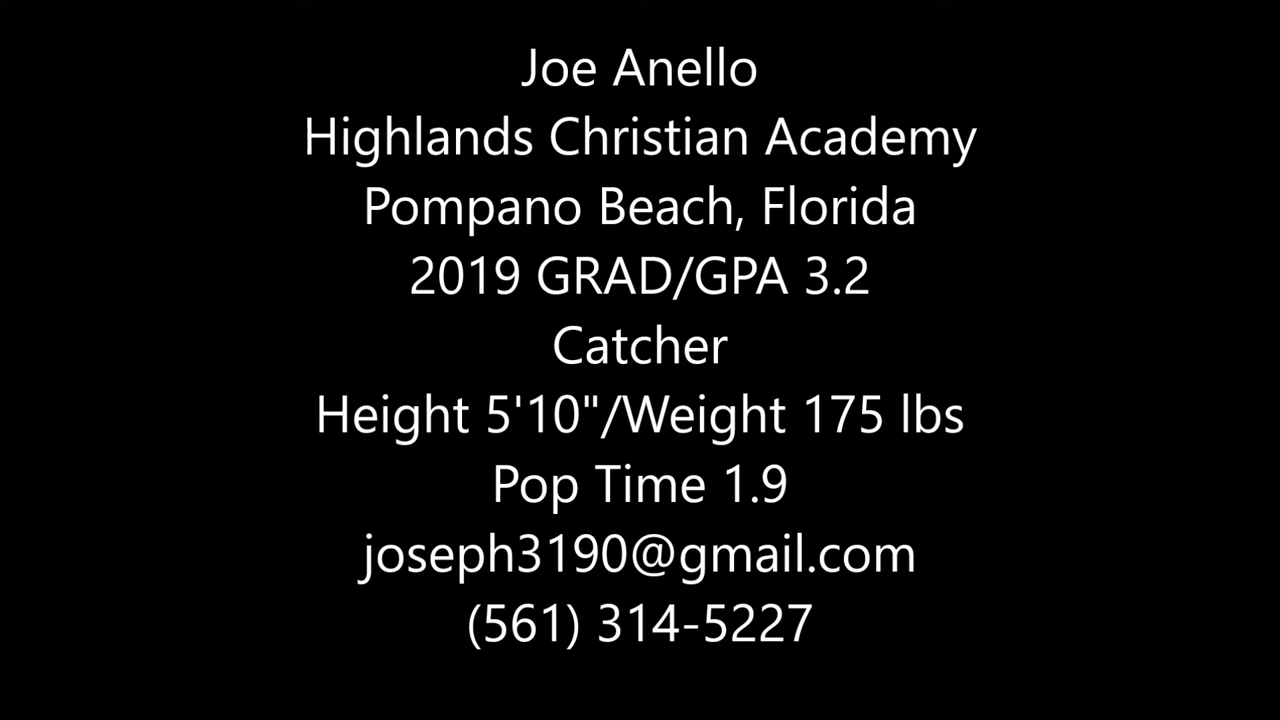 Joe Anello
Highlands Christian Academy
Pompano Beach, Florida
2019 GRAD/GPA 3.2
Catcher
Height 5'10"/Weight 175 lbs
Pop Time 1.9
joseph3190@gmail.com
(561) 314-5227